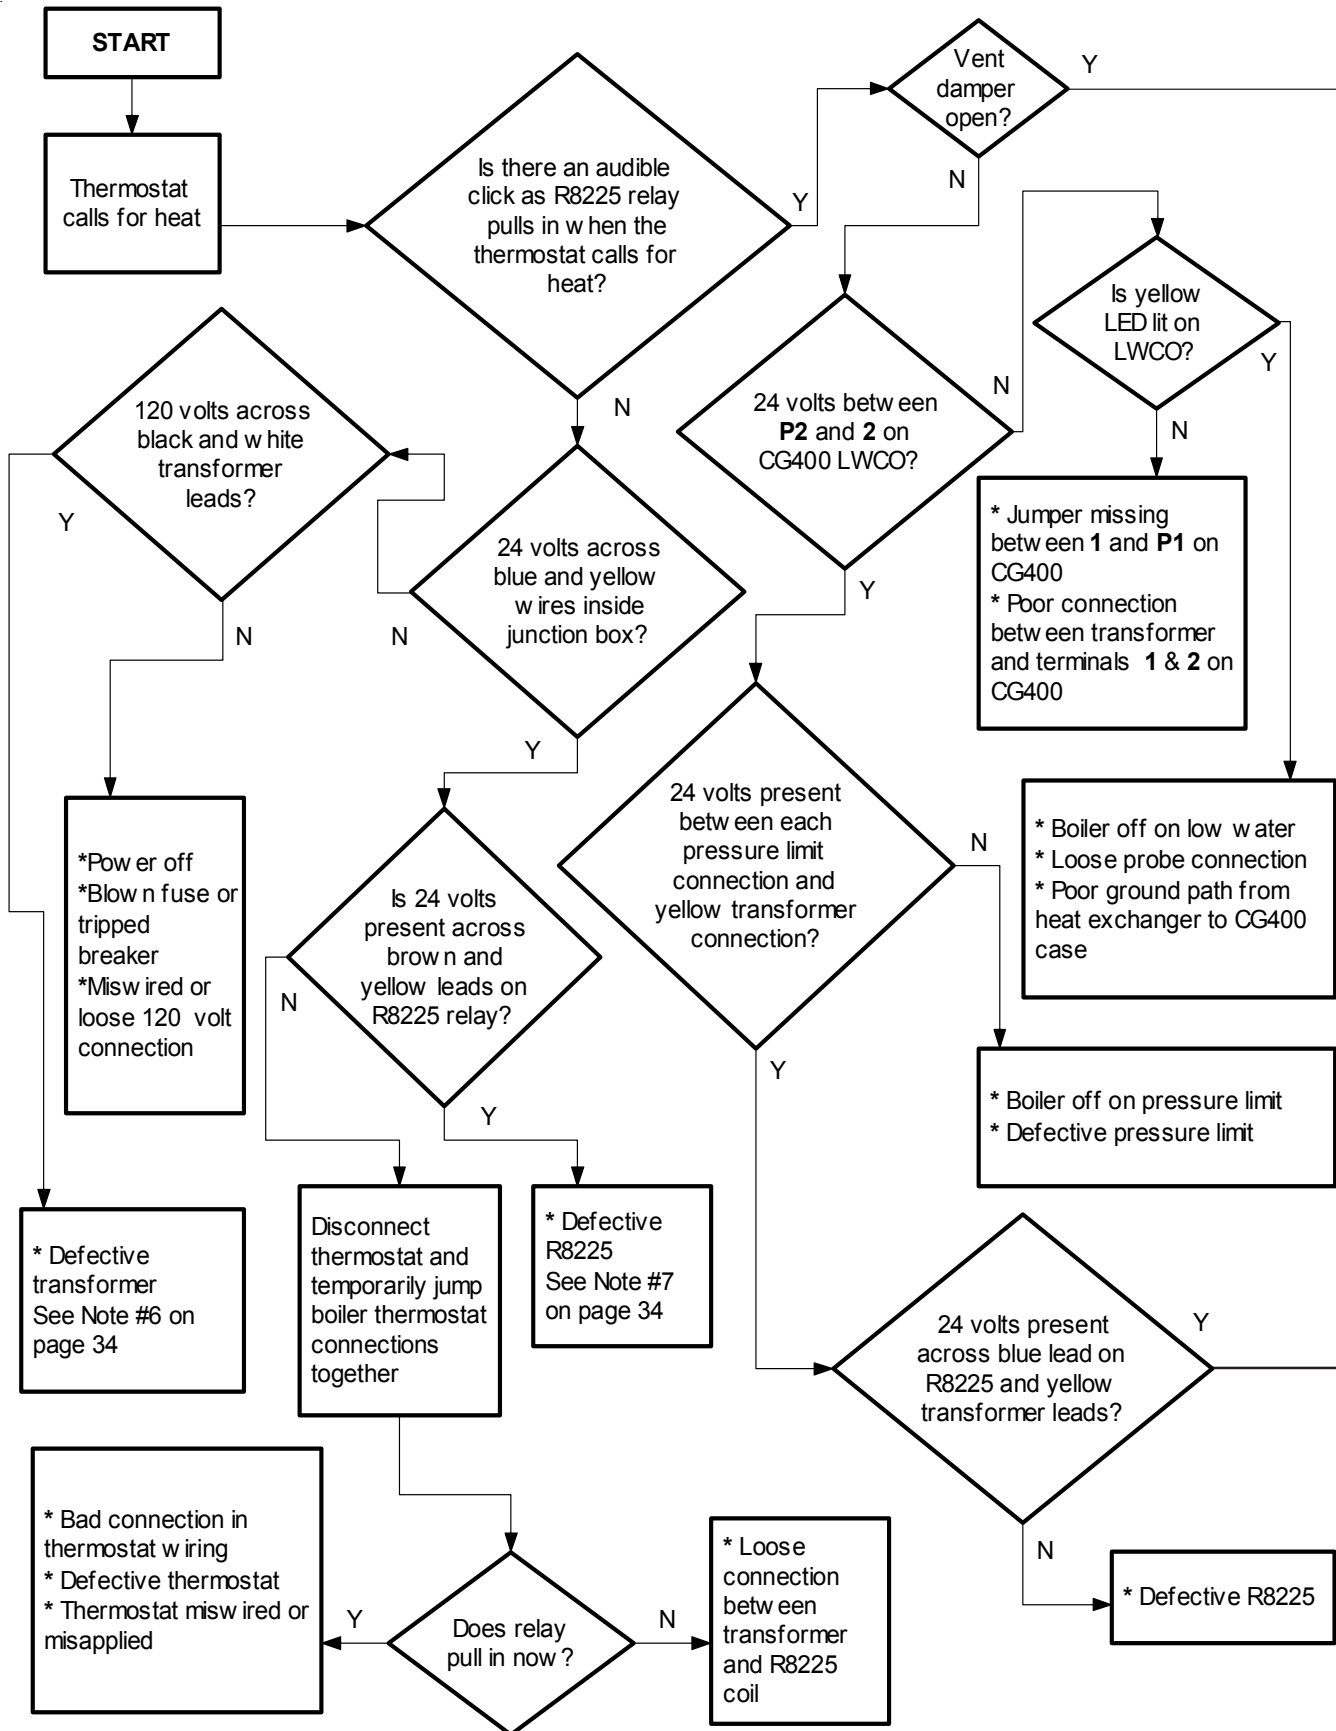 START
Thermostat
calls for heat
Is there an audible
click as R8225 relay
pulls in when the
thermostat calls for
heat?
Y
N
Vent
damper
open?
Y
N
24 volts between
P2 and 2 on
CG400 LWCO?
N
Y
Is yellow
LED lit on
LWCO?
Y
N
* Jumper missing
between 1 and P1 on
CG400
* Poor connection
between transformer
and terminals 1 & 2 on
CG400
* Boiler off on low water
* Loose probe connection
* Poor ground path from
heat exchanger to CG400
case
120 volts across
black and white
transformer
leads?
Y
N
24 volts across
blue and yellow
wires inside
junction box?
N
Y
*Power off
*Blown fuse or
tripped
breaker
*Miswired or
loose 120 volt
connection
Is 24 volts
present across
brown and
yellow leads on
R8225 relay?
N
Y
24 volts present
between each
pressure limit
connection and
yellow transformer
connection?
N
Y
* Boiler off on pressure limit
* Defective pressure limit
* Defective
transformer
See Note #6 on
page 34
Disconnect
thermostat and
temporarily jump
boiler thermostat
connections
together
* Defective
R8225
See Note #7
on page 34
24 volts present
across blue lead on
R8225 and yellow
transformer leads?
Y
N
* Defective R8225
* Bad connection in
thermostat wiring
* Defective thermostat
* Thermostat miswired or
misapplied
Y
Does relay
pull in now?
N
* Loose
connection
between
transformer
and R8225
coil